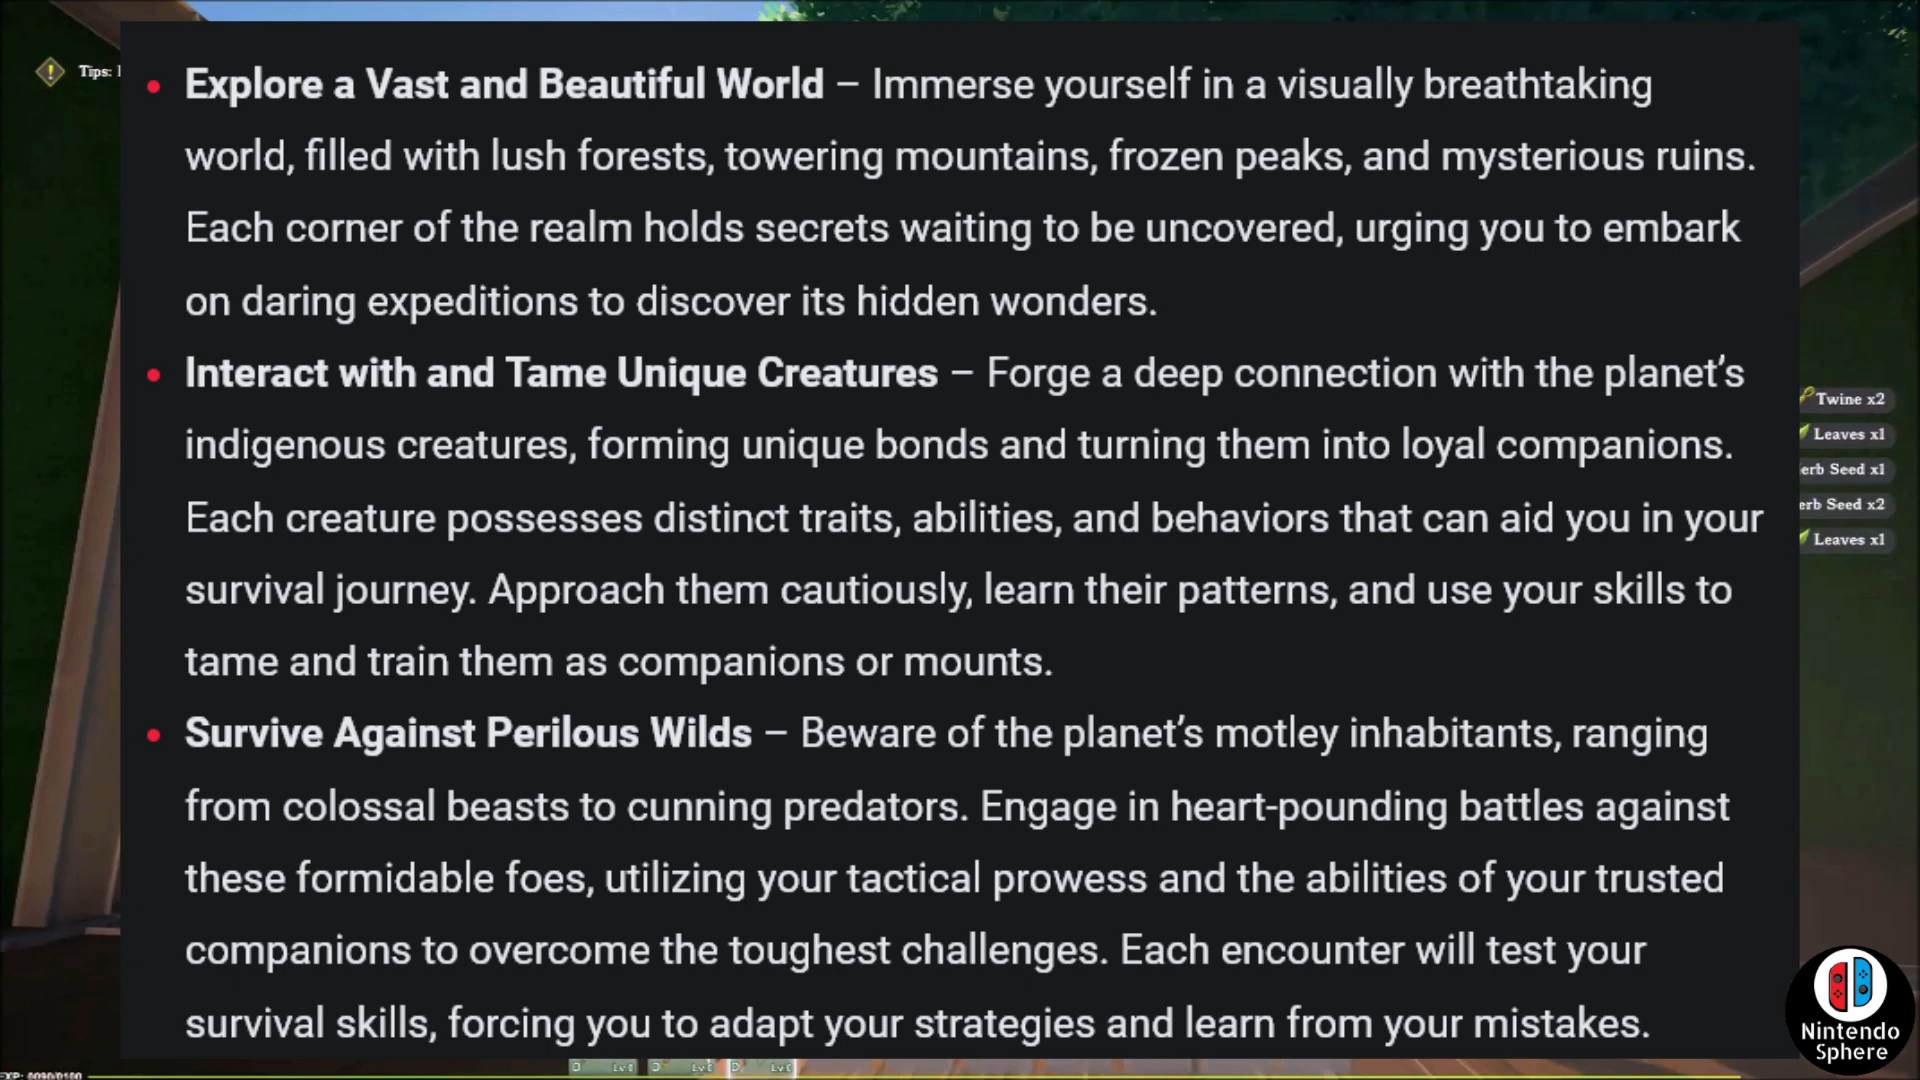 Tips:
Explore a Vast and Beautiful World – Immerse yourself in a visually breathtaking
world, filled with lush forests, towering mountains, frozen peaks, and mysterious ruins.
Each corner of the realm holds secrets waiting to be uncovered, urging you to embark
on daring expeditions to discover its hidden wonders.
Interact with and Tame Unique Creatures – Forge a deep connection with the planet’s
indigenous creatures, forming unique bonds and turning them into loyal companions.
Each creature possesses distinct traits, abilities, and behaviors that can aid you in your
survival journey. Approach them cautiously, learn their patterns, and use your skills to
tame and train them as companions or mounts.
Survive Against Perilous Wilds – Beware of the planet’s motley inhabitants, ranging
from colossal beasts to cunning predators. Engage in heart-pounding battles against
these formidable foes, utilizing your tactical prowess and the abilities of your trusted
companions to overcome the toughest challenges. Each encounter will test your
survival skills, forcing you to adapt your strategies and learn from your mistakes.
Twine x2
Leaves x1
erb Seed x1
erb Seed x2
Leaves x1
Nintendo
Sphere